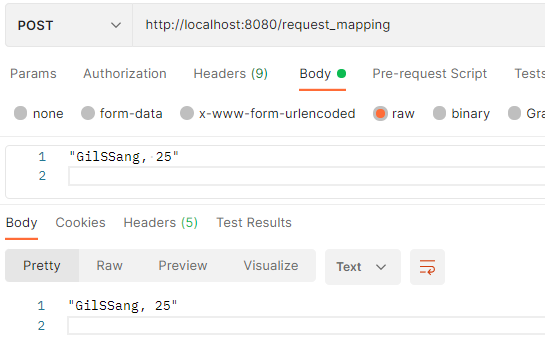 POST http://localhost:8080/request_mapping
Params Authorization Headers (9) Body Pre-request Script Tests
none form-data x-www-form-urlencoded raw binary Gra
1 "GilSSang, 25"
2
Body Cookies Headers (5) Test Results
Pretty Raw Preview Visualize Text
1 "GilSSang, 25"
2